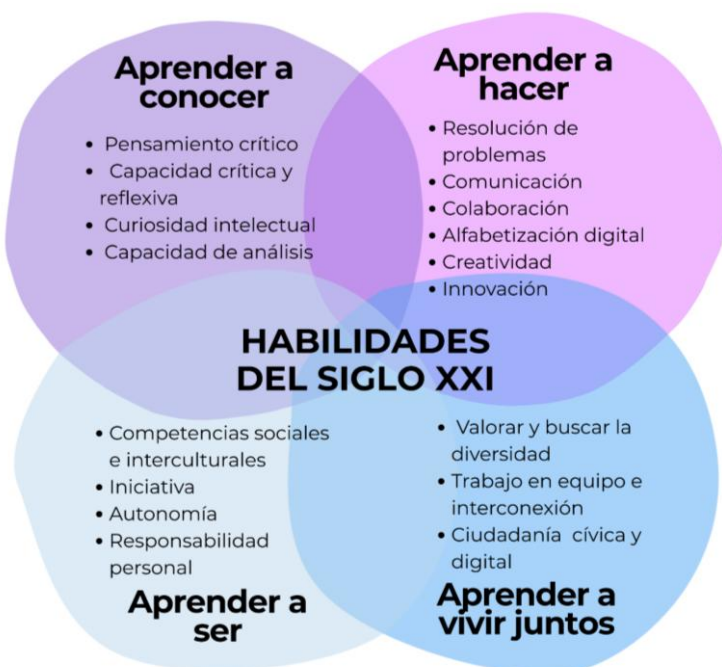 Aprender a
conocer
• Pensamiento crítico
• Capacidad crítica y
reflexiva
• Curiosidad intelectual
• Capacidad de análisis
Aprender a
hacer
• Resolución de
problemas
• Comunicación
• Colaboración
• Alfabetización digital
• Creatividad
• Innovación
HABILIDADES
DEL SIGLO XXI
• Competencias sociales
e interculturales
• Iniciativa
• Autonomía
• Responsabilidad
personal
Aprender a
ser
• Valorar y buscar la
diversidad
• Trabajo en equipo e
interconexión
• Ciudadanía cívica y
digital
Aprender a
vivir juntos